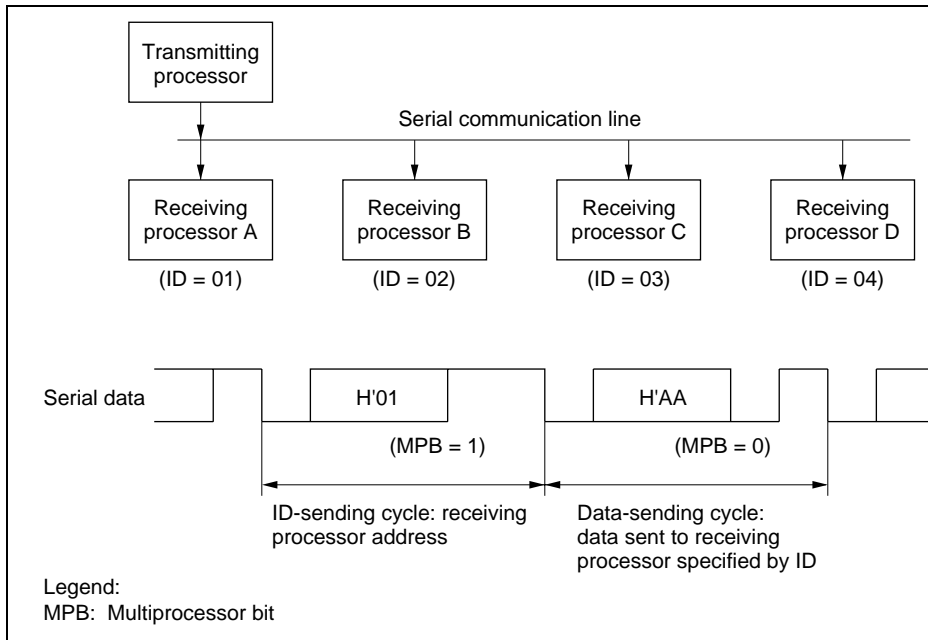 Transmitting
processor
Serial communication line
Receiving
processor A
Receiving
processor B
Receiving
processor C
Receiving
processor D
(ID = 01)
(ID = 02)
(ID = 03)
(ID = 04)
Serial data
H'01
H'AA
(MPB = 1)
(MPB = 0)
ID-sending cycle: receiving
processor address
Data-sending cycle:
data sent to receiving
processor specified by ID
Legend:
MPB: Multiprocessor bit